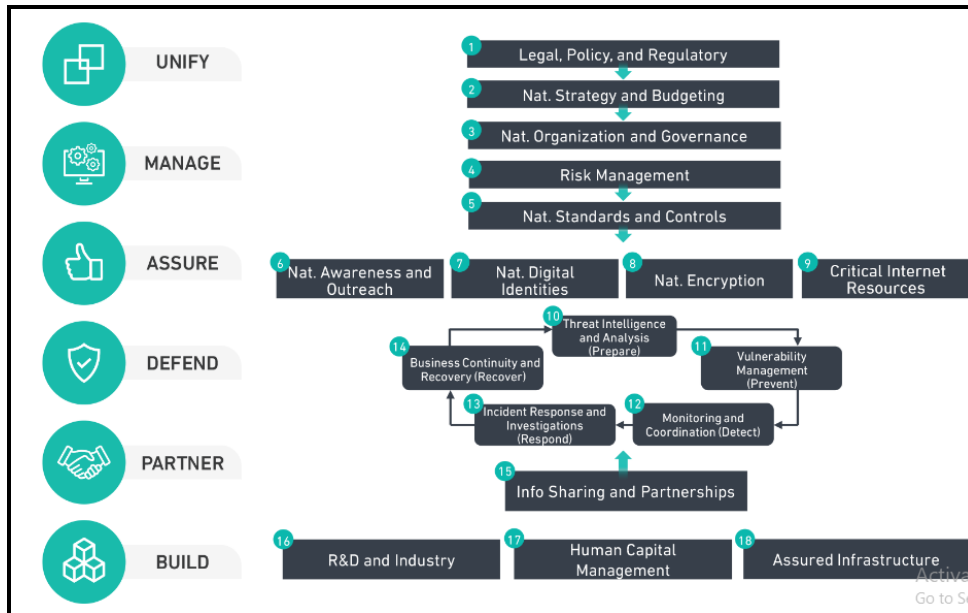 UNIFY
1
Legal, Policy, and Regulatory
2
Nat. Strategy and Budgeting
3
Nat. Organization and Governance
MANAGE
4
Risk Management
5
Nat. Standards and Controls
ASSURE
6
Nat. Awareness and
Outreach
7
Nat. Digital
Identities
8
Nat. Encryption
9
Critical Internet
Resources
DEFEND
10
Threat Intelligence
and Analysis
(Prepare)
11
Vulnerability
Management
(Prevent)
12
Monitoring and
Coordination (Detect)
13
Incident Response and
Investigations
(Respond)
14
Business Continuity and
Recovery (Recover)
PARTNER
15
Info Sharing and Partnerships
BUILD
16
R&D and Industry
17
Human Capital
Management
18
Assured Infrastructure
Activa
Go to Se